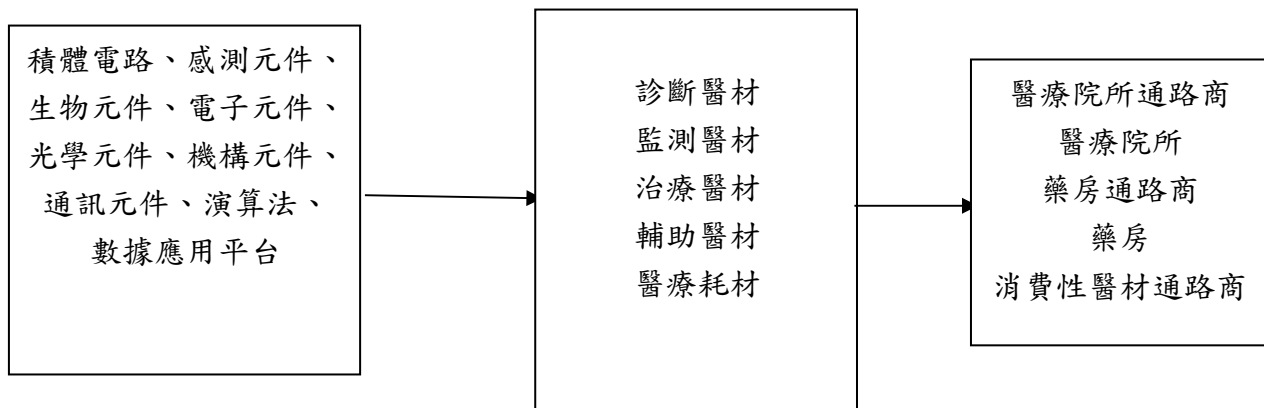 積體電路、感測元件、
生物元件、電子元件、
光學元件、機構元件、
通訊元件、演算法、
數據應用平台
診斷醫材
監測醫材
治療醫材
輔助醫材
醫療耗材
醫療院所通路商
醫療院所
藥房通路商
藥房
消費性醫材通路商